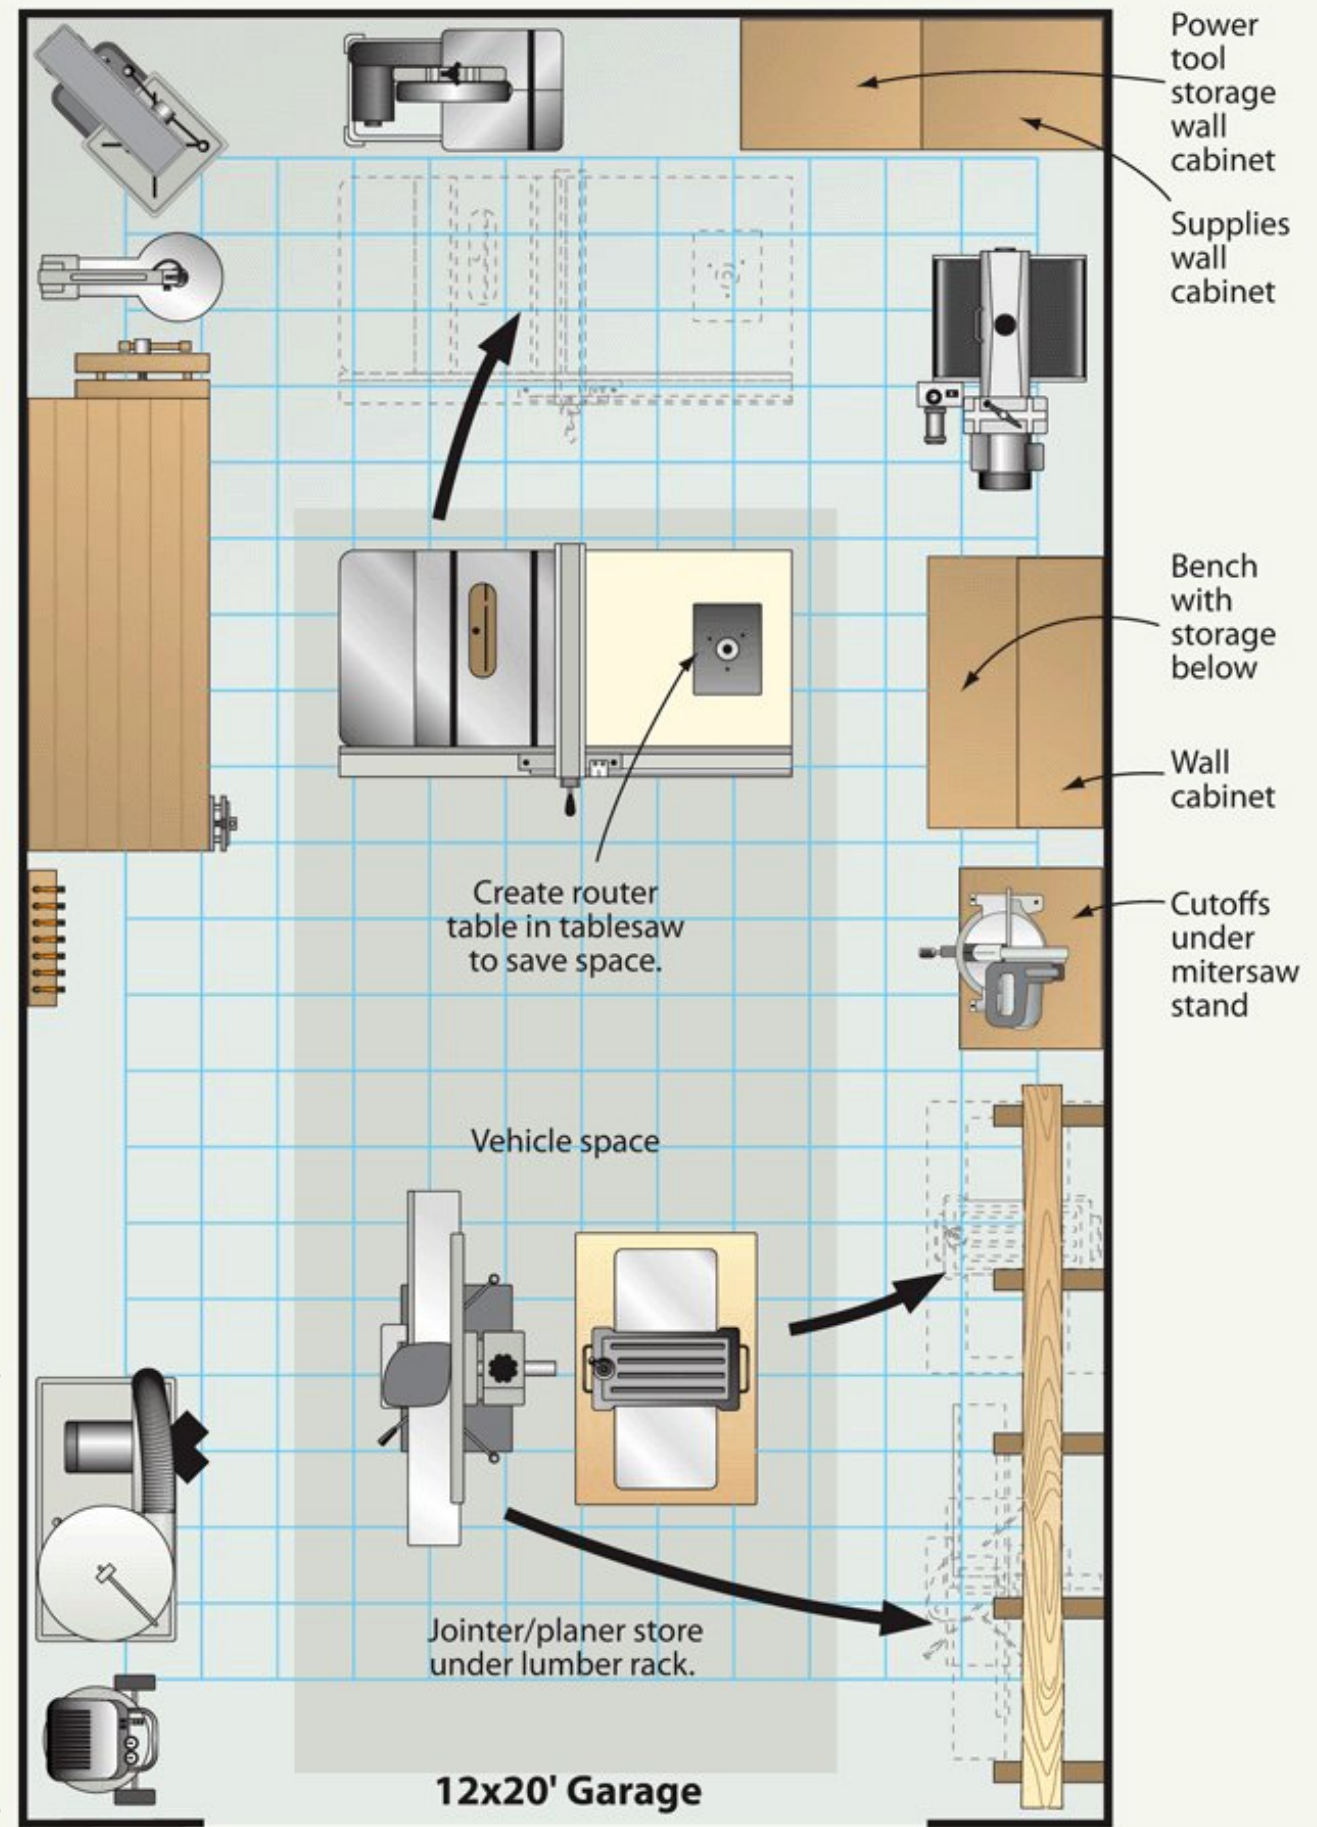 Power
tool
storage
wall
cabinet
Supplies
wall
cabinet
Bench
with
storage
below
Wall
cabinet
Create router
table in tablesaw
to save space.
Cutoffs
under
mitersaw
stand
Vehicle space
Jointer/planer store
under lumber rack.
12x20' Garage